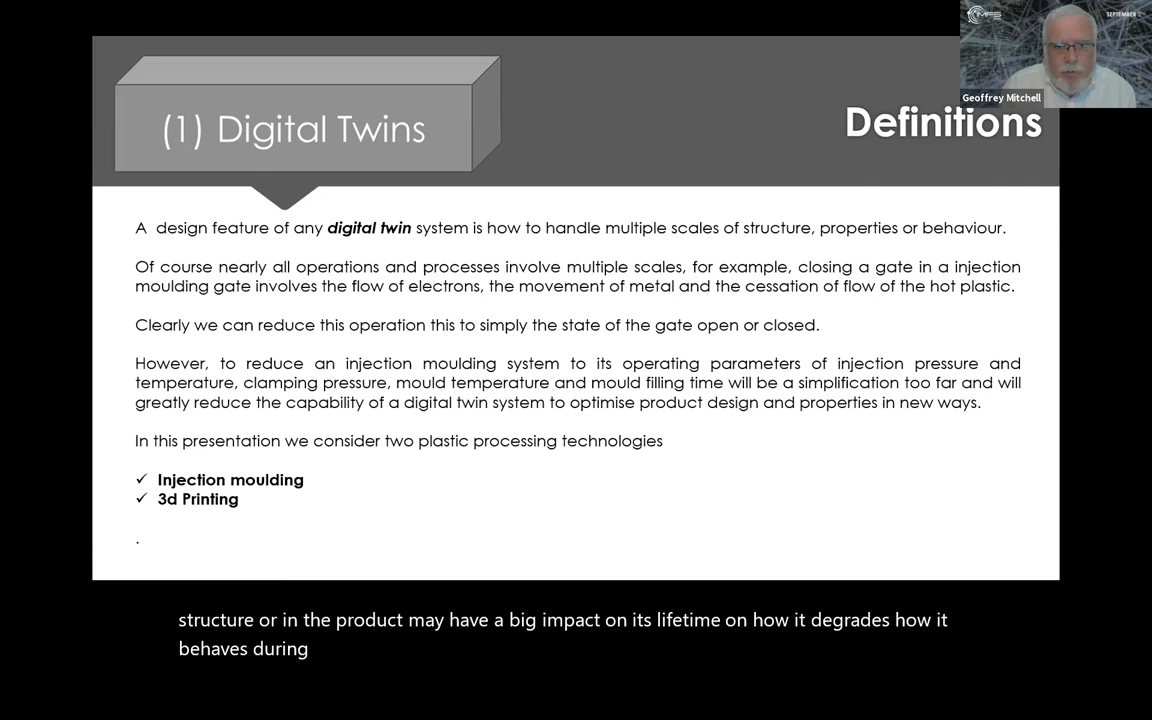 MFS
SEPTEMBER
Geoffrey Mitchell
(1) Digital Twins
Definitions
A design feature of any digital twin system is how to handle multiple scales of structure, properties or behaviour.
Of course nearly all operations and processes involve multiple scales, for example, closing a gate in a injection
moulding gate involves the flow of electrons, the movement of metal and the cessation of flow of the hot plastic.
Clearly we can reduce this operation this to simply the state of the gate open or closed.
However, to reduce an injection moulding system to its operating parameters of injection pressure and
temperature, clamping pressure, mould temperature and mould filling time will be a simplification too far and will
greatly reduce the capability of a digital twin system to optimise product design and properties in new ways.
In this presentation we consider two plastic processing technologies
✓ Injection moulding
✓ 3d Printing
.
structure or in the product may have a big impact on its lifetime on how it degrades how it
behaves during